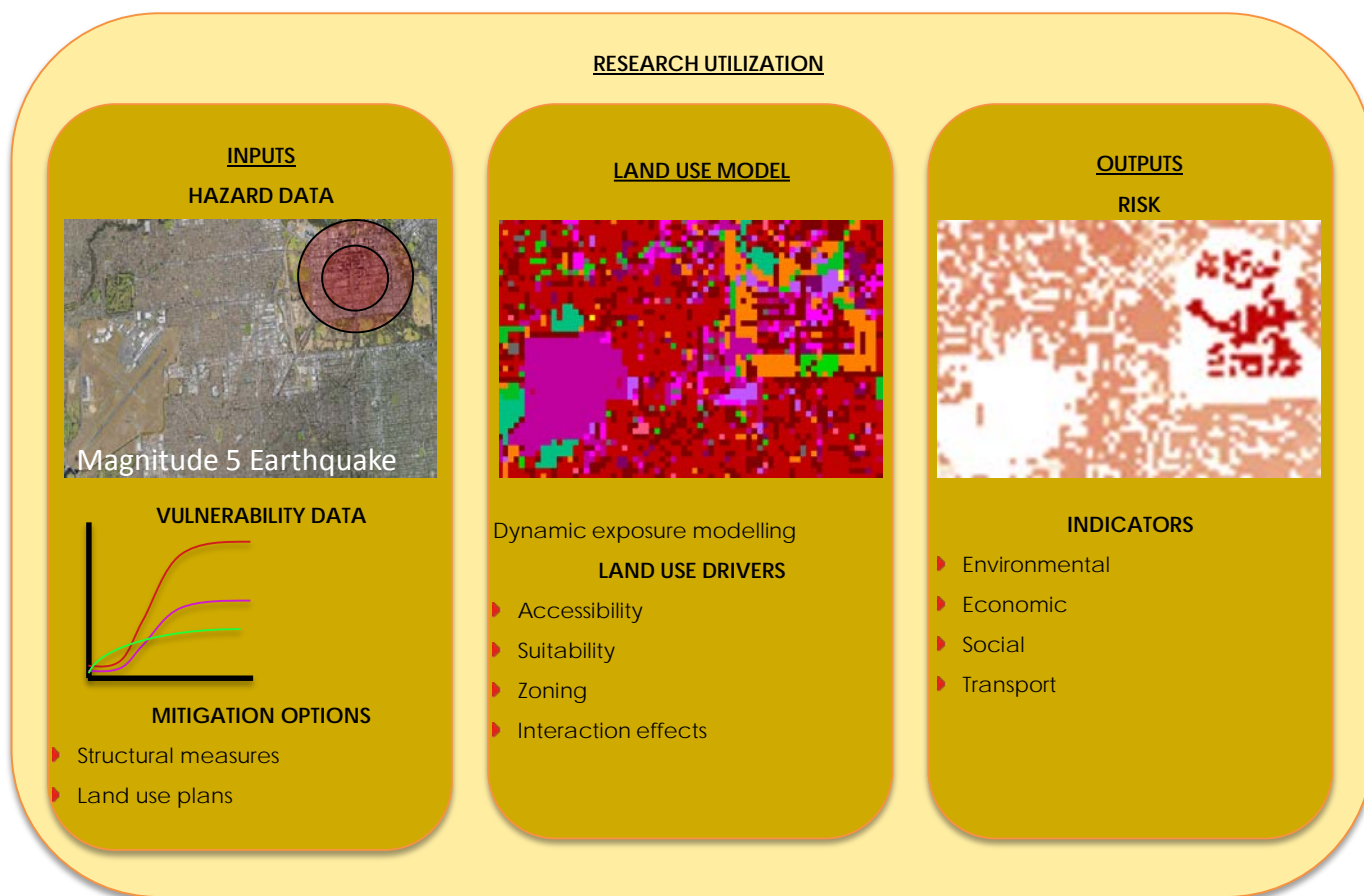 RESEARCH UTILIZATION
INPUTS
HAZARD DATA
Magnitude 5 Earthquake
VULNERABILITY DATA
MITIGATION OPTIONS
Structural measures
Land use plans
LAND USE MODEL
Dynamic exposure modelling
LAND USE DRIVERS
Accessibility
Suitability
Zoning
Interaction effects
OUTPUTS
RISK
INDICATORS
Environmental
Economic
Social
Transport